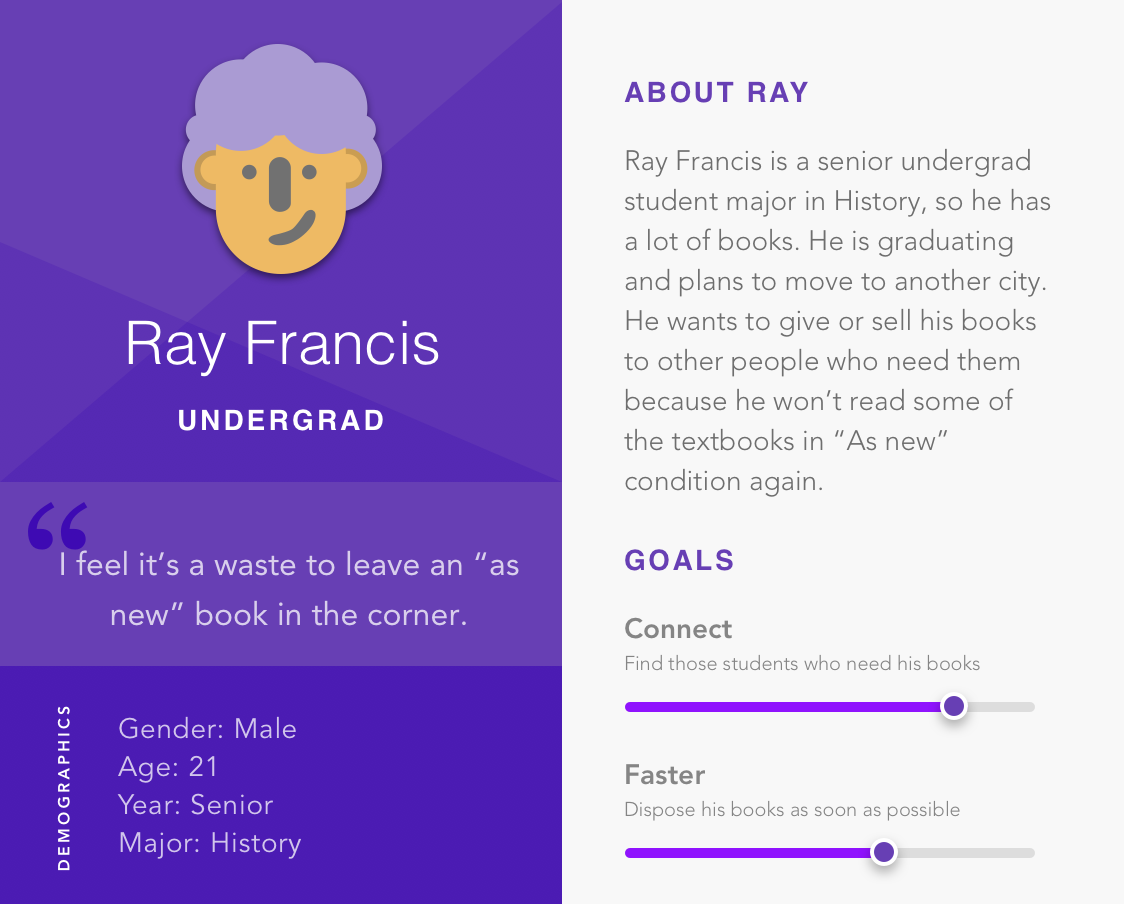 Ray Francis
UNDERGRAD
“
I feel it’s a waste to leave an “as
new” book in the corner.
DEMOGRAPHICS
Gender: Male
Age: 21
Year: Senior
Major: History
ABOUT RAY
Ray Francis is a senior undergrad
student major in History, so he has
a lot of books. He is graduating
and plans to move to another city.
He wants to give or sell his books
to other people who need them
because he won’t read some of
the textbooks in “As new”
condition again.
GOALS
Connect
Find those students who need his books
Faster
Dispose his books as soon as possible